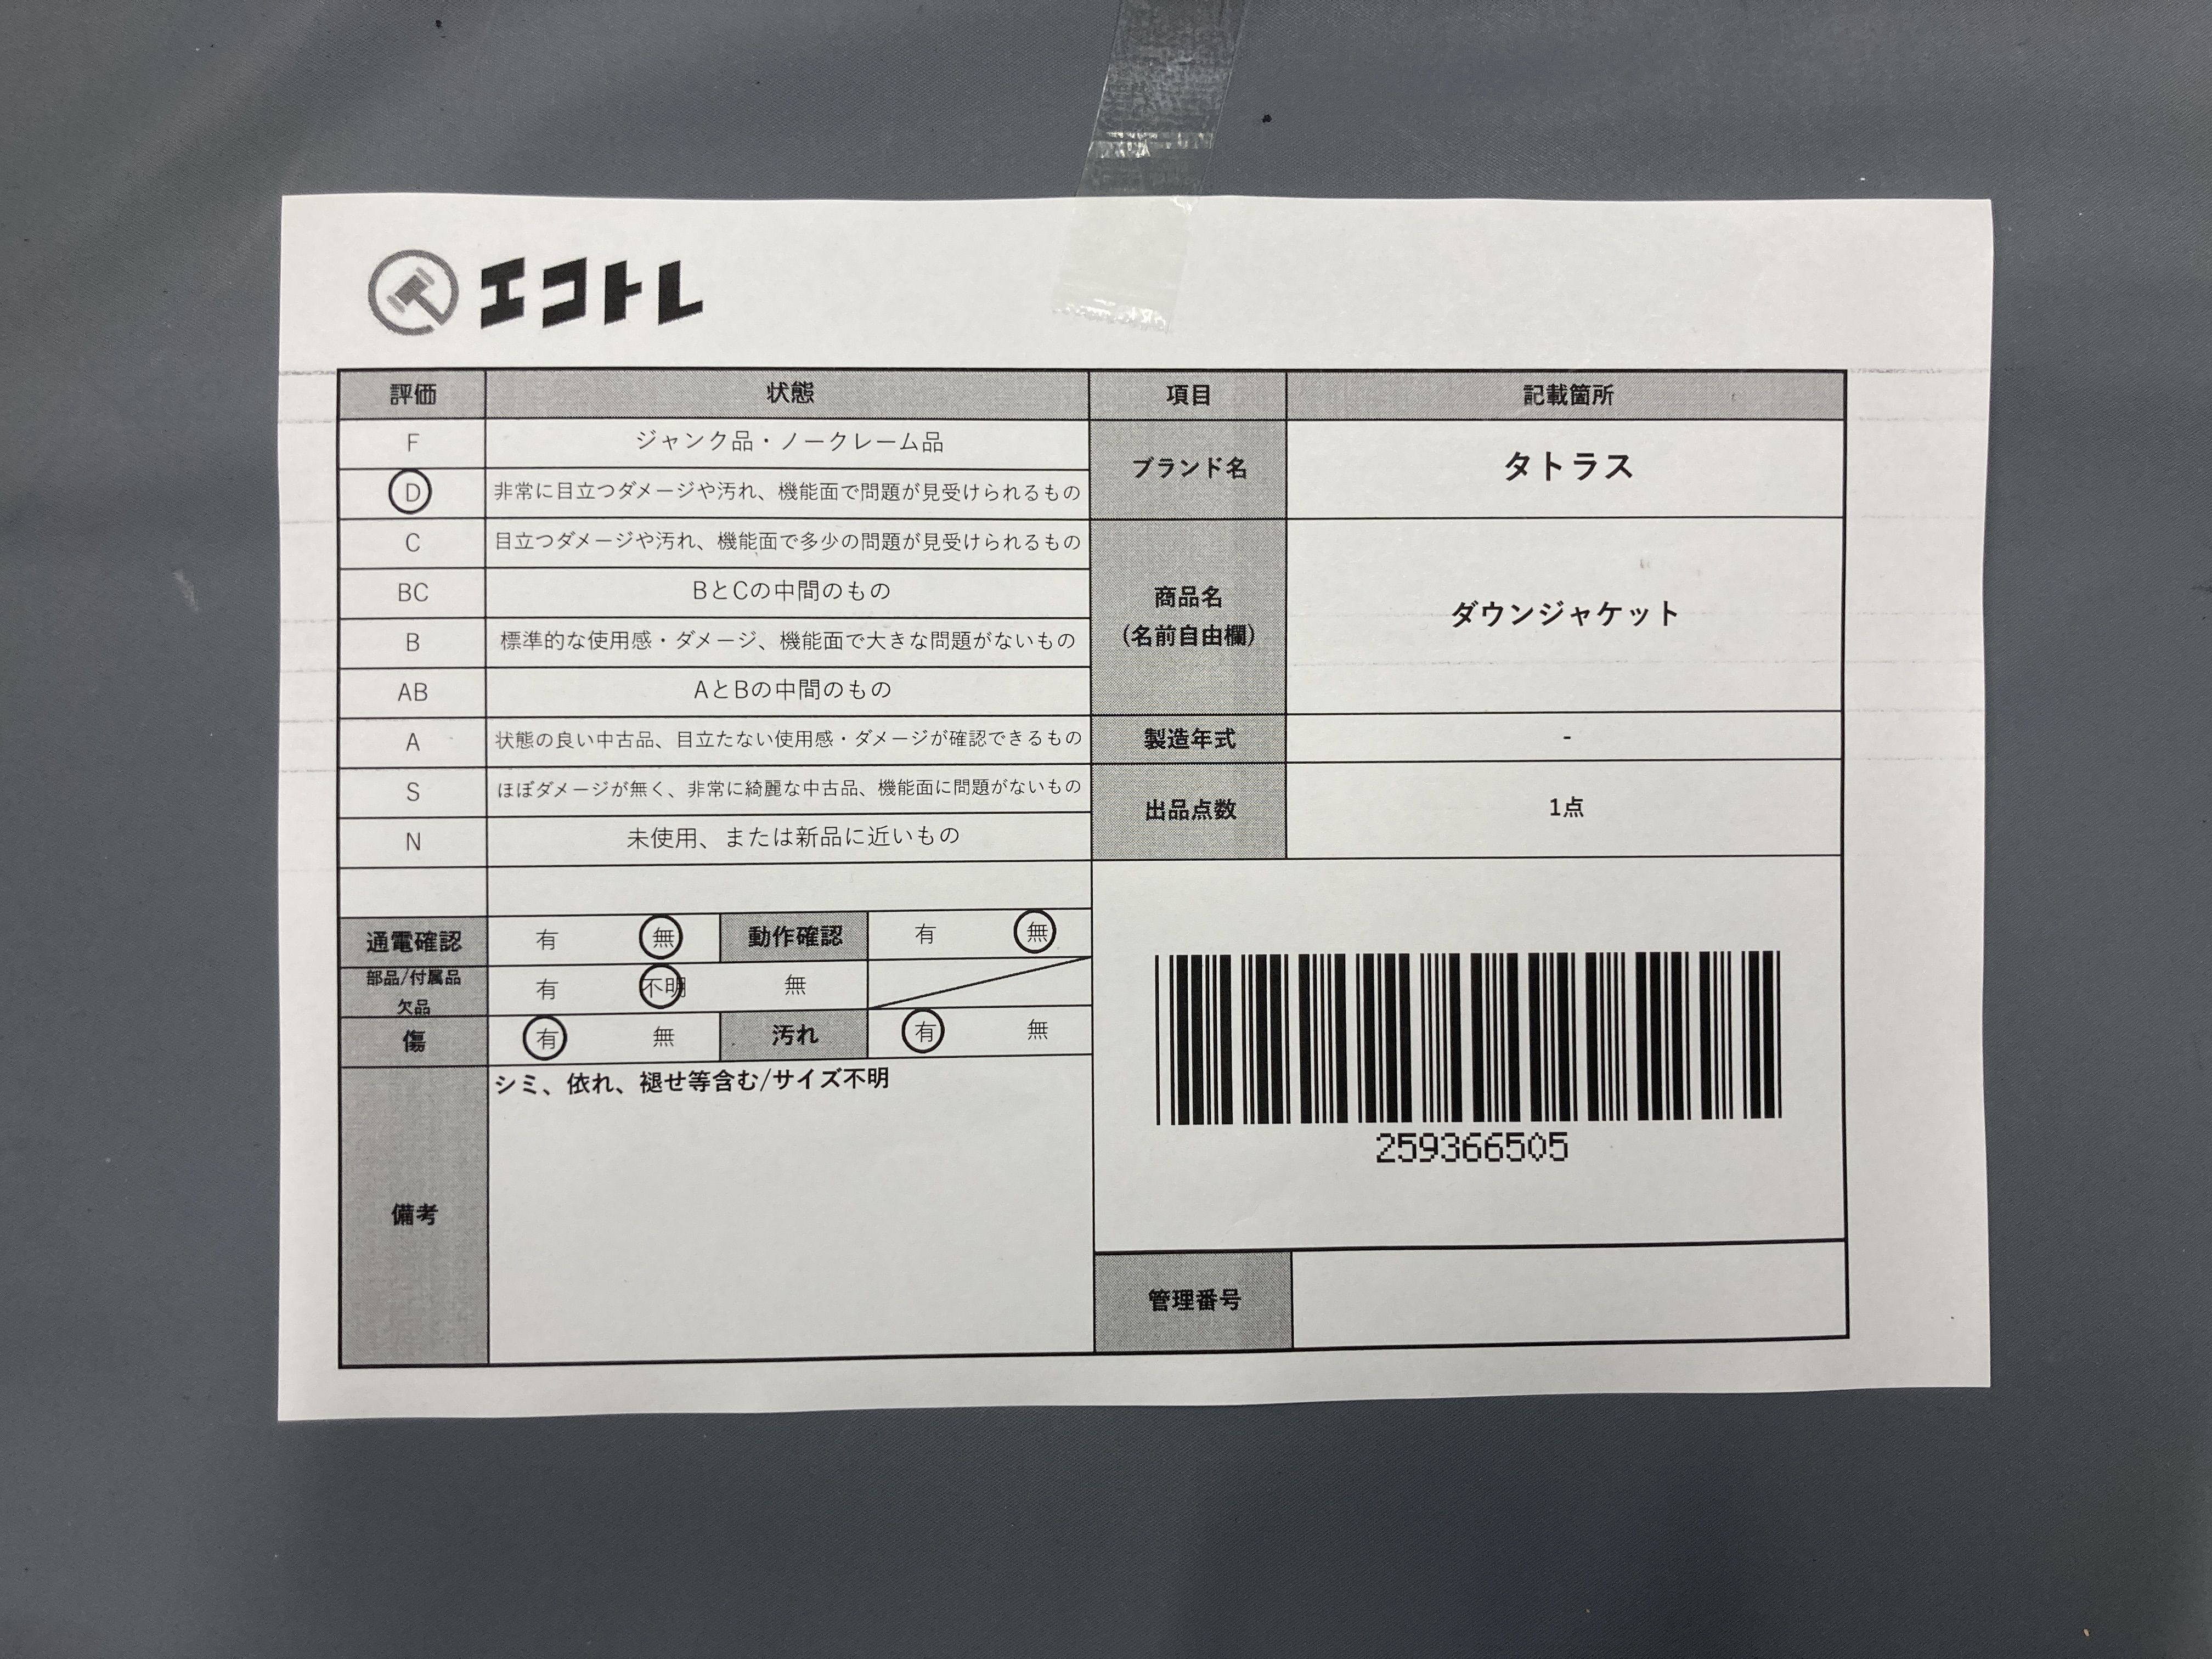 エコトレ
評価 状態 項目 記載箇所
F ジャンク品・ノークレーム品
D 非常に目立つダメージや汚れ、機能面で問題が見受けられるもの
ブランド名 タトラス
C 目立つダメージや汚れ、機能面で多少の問題が見受けられるもの
BC BとCの中間のもの
商品名
(名前自由欄)
ダウンジャケット
B 標準的な使用感・ダメージ、機能面で大きな問題がないもの
AB AとBの中間のもの
A 状態の良い中古品、目立たない使用感・ダメージが確認できるもの
製造年式 -
S ほぼダメージが無く、非常に綺麗な中古品、機能面に問題がないもの
出品点数 1点
N 未使用、または新品に近いもの
通電確認 有 無 動作確認 有 無
部品/付属品
欠品
有 不明 無
傷 有 無 汚れ 有 無
備考
シミ、依れ、褪せ等含む/サイズ不明
259366505
管理番号